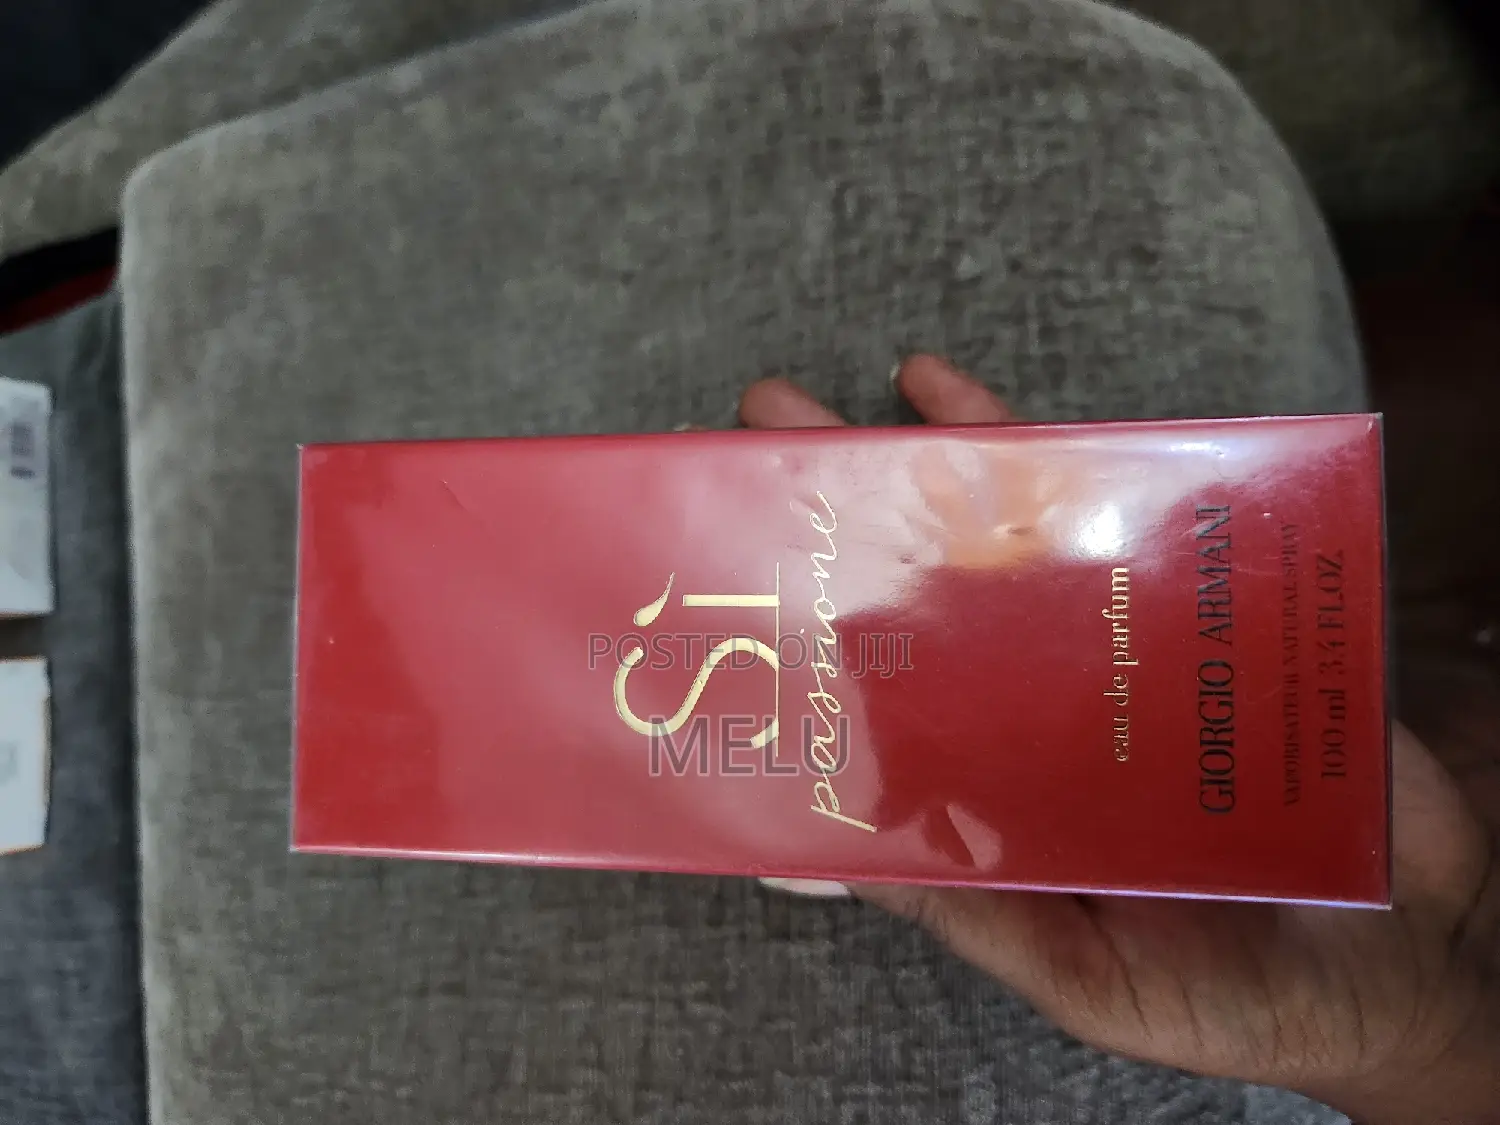 Sì
passione
eau de parfum
GIORGIO ARMANI
VAPORISATEUR NATURAL SPRAY
100 ml 3.4 FL.OZ.
POSTED ON JIJI
MELU